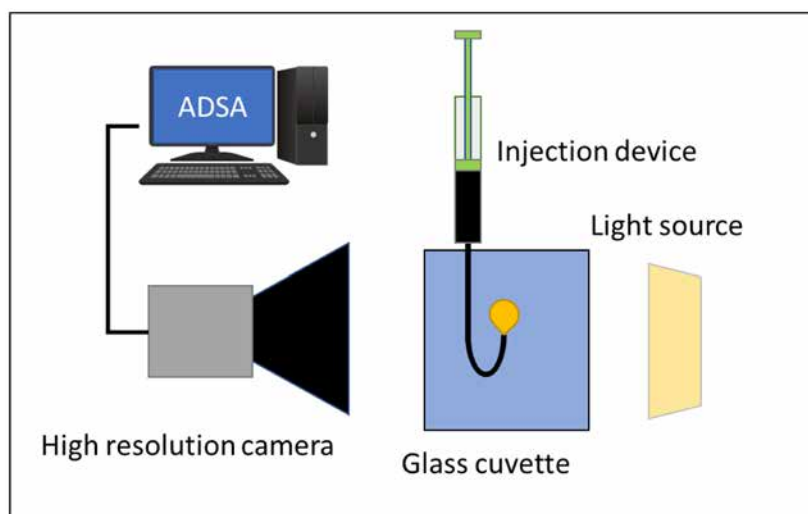 ADSA
Injection device
Light source
High resolution camera
Glass cuvette